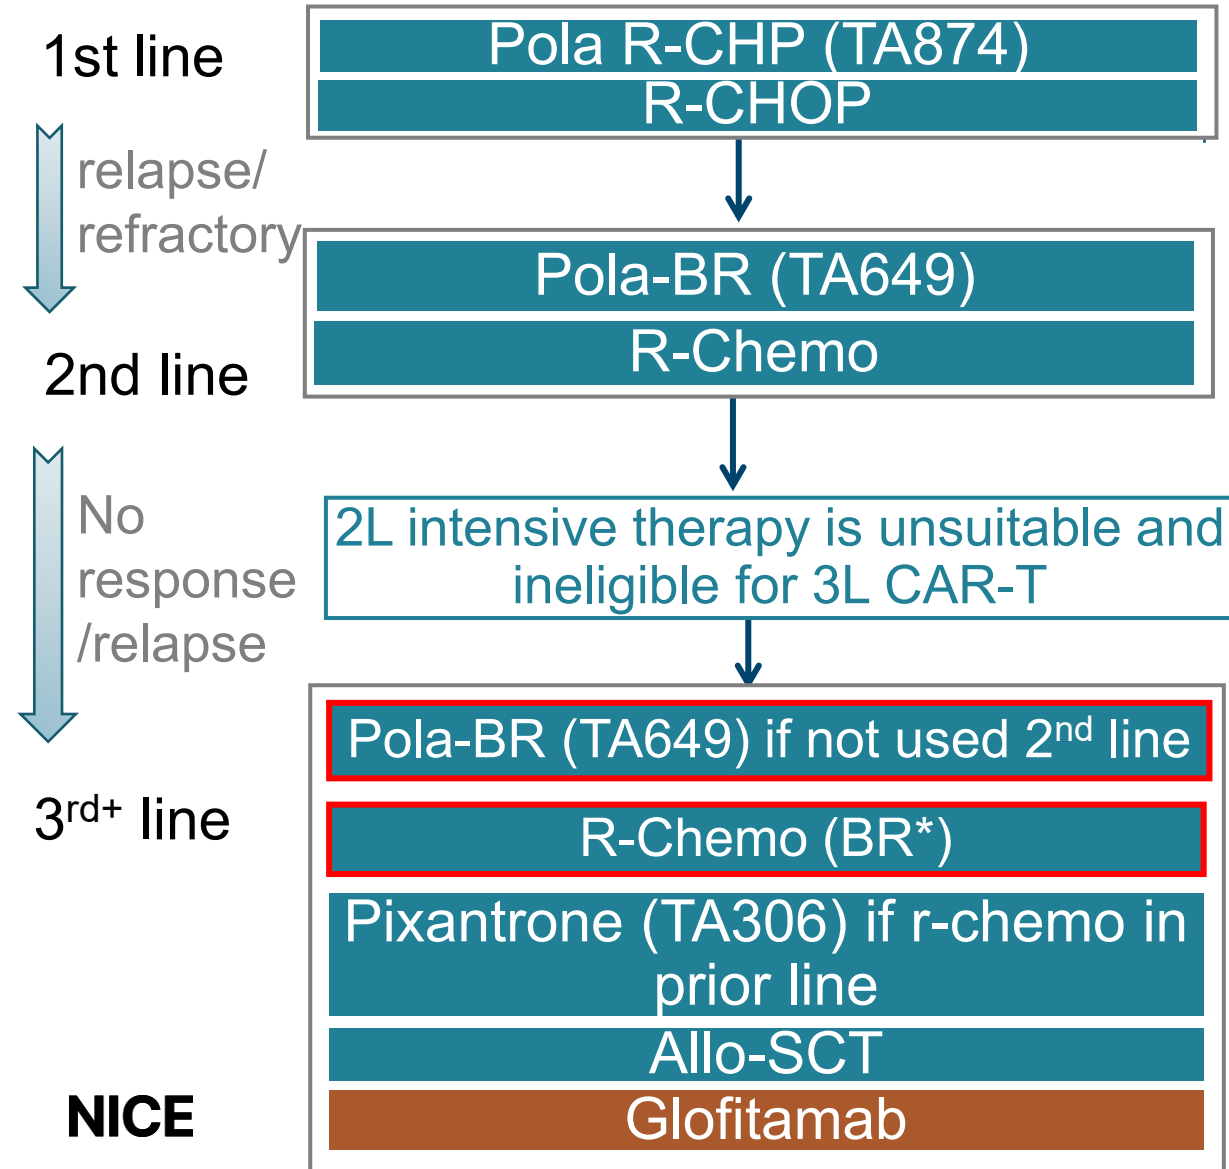 1st line
Pola R-CHP (TA874)
R-CHOP
relapse/
refractory
2nd line
Pola-BR (TA649)
R-Chemo
No
response
/relapse
2L intensive therapy is unsuitable and
ineligible for 3L CAR-T
3rd+ line
Pola-BR (TA649) if not used 2nd line
R-Chemo (BR*)
Pixantrone (TA306) if r-chemo in
prior line
Allo-SCT
Glofitamab
NICE